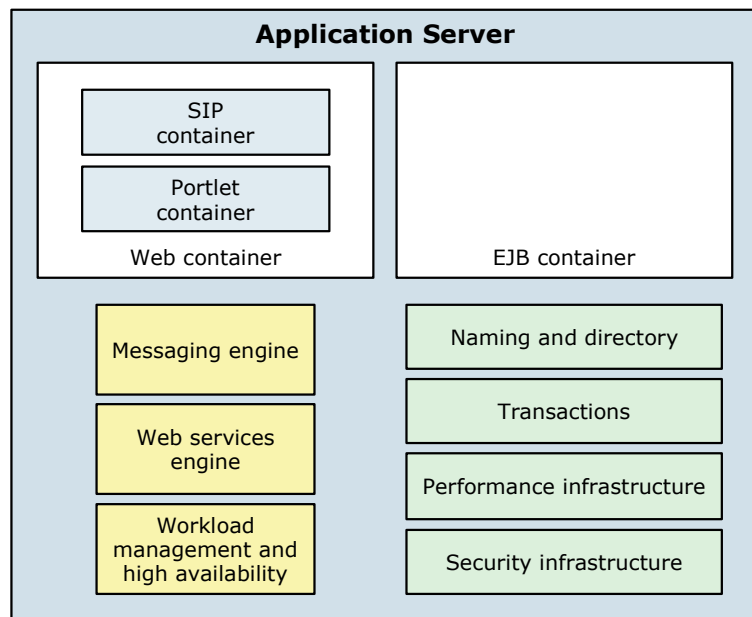 Application Server
SIP
container
Portlet
container
Web container
EJB container
Messaging engine
Web services
engine
Workload
management and
high availability
Naming and directory
Transactions
Performance infrastructure
Security infrastructure